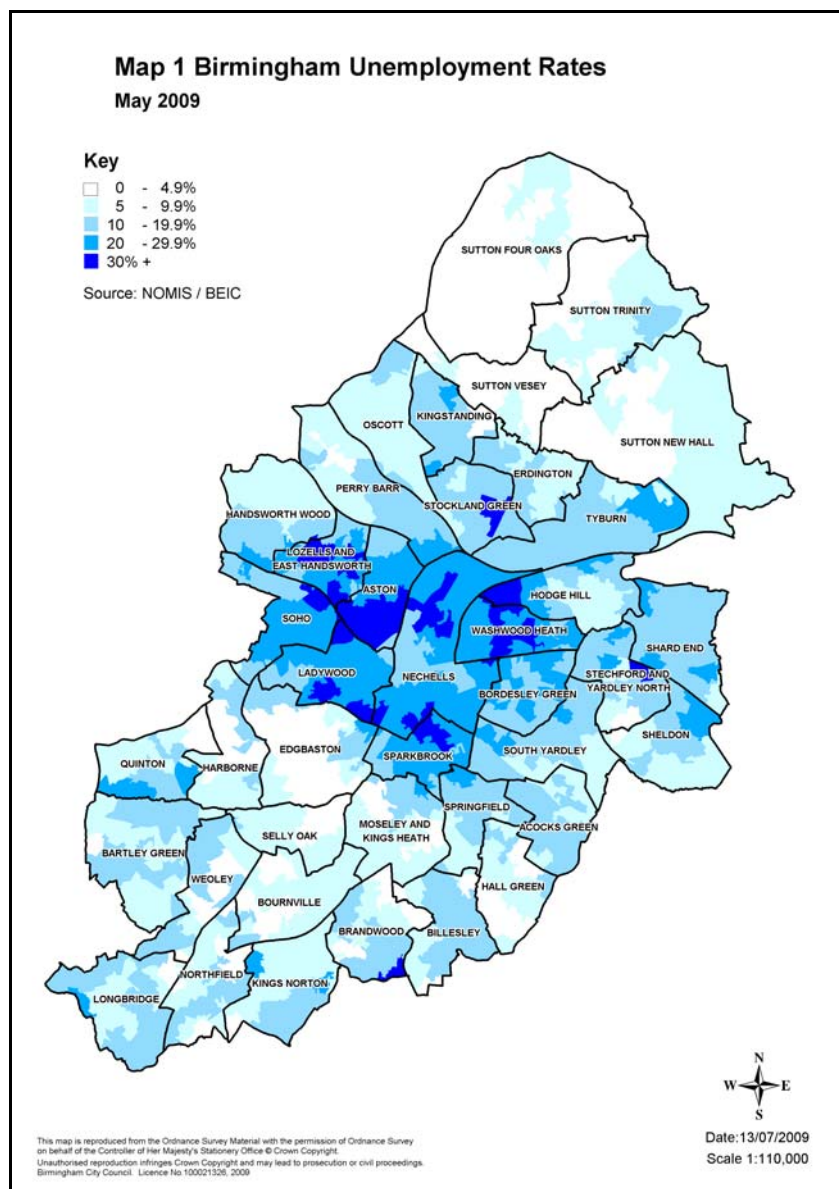 Map 1 Birmingham Unemployment Rates
May 2009
Key
0 - 4.9%
5 - 9.9%
10 - 19.9%
20 - 29.9%
30% +
Source: NOMIS / BEIC
SUTTON FOUR OAKS
SUTTON TRINITY
SUTTON VESEY
KINGSTANDING
OSCOTT
SUTTON NEW HALL
ERDINGTON
PERRY BARR
STOCKLAND GREEN
HANDSWORTH WOOD
TYBURN
LOZELLS AND
EAST HANDSWORTH
ASTON
HODGE HILL
SOHO
WASHWOOD HEATH
SHARD END
LADYWOOD
NECHELLS
STECHFORD AND
YARDLEY NORTH
BORDESLEY GREEN
SHELDON
EDGBASTON
SOUTH YARDLEY
SPARKBROOK
QUINTON
HARBORNE
SPRINGFIELD
MOSELEY AND
KINGS HEATH
ACOCKS GREEN
SELLY OAK
BARTLEY GREEN
WEOLEY
HALL GREEN
BOURNVILLE
BRANDWOOD
BILLESLEY
NORTHFIELD
KINGS NORTON
LONGBRIDGE
N
W E
S
Date:13/07/2009
Scale 1:110,000
This map is reproduced from the Ordnance Survey Material with the permission of Ordnance Survey
on behalf of the Controller of Her Majesty's Stationery Office © Crown Copyright.
Unauthorised reproduction infringes Crown Copyright and may lead to prosecution or civil proceedings.
Birmingham City Council. Licence No.100021326, 2009